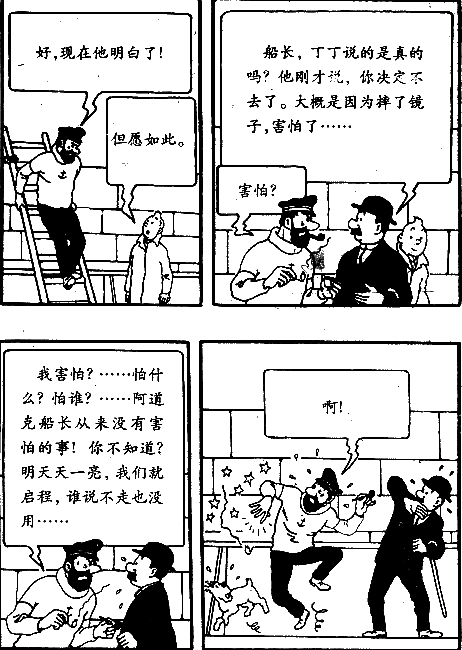 好,现在他明白了!
但愿如此。
船长,丁丁说的是真的
吗?他刚才说,你决定不
去了。大概是因为摔了镜
子,害怕了……
害怕?
我害怕?……怕什
么?怕谁?……阿道
克船长从来没有害
怕的事!你不知道?
明天天一亮,我们就
启程,谁说不走也没
用……
啊!